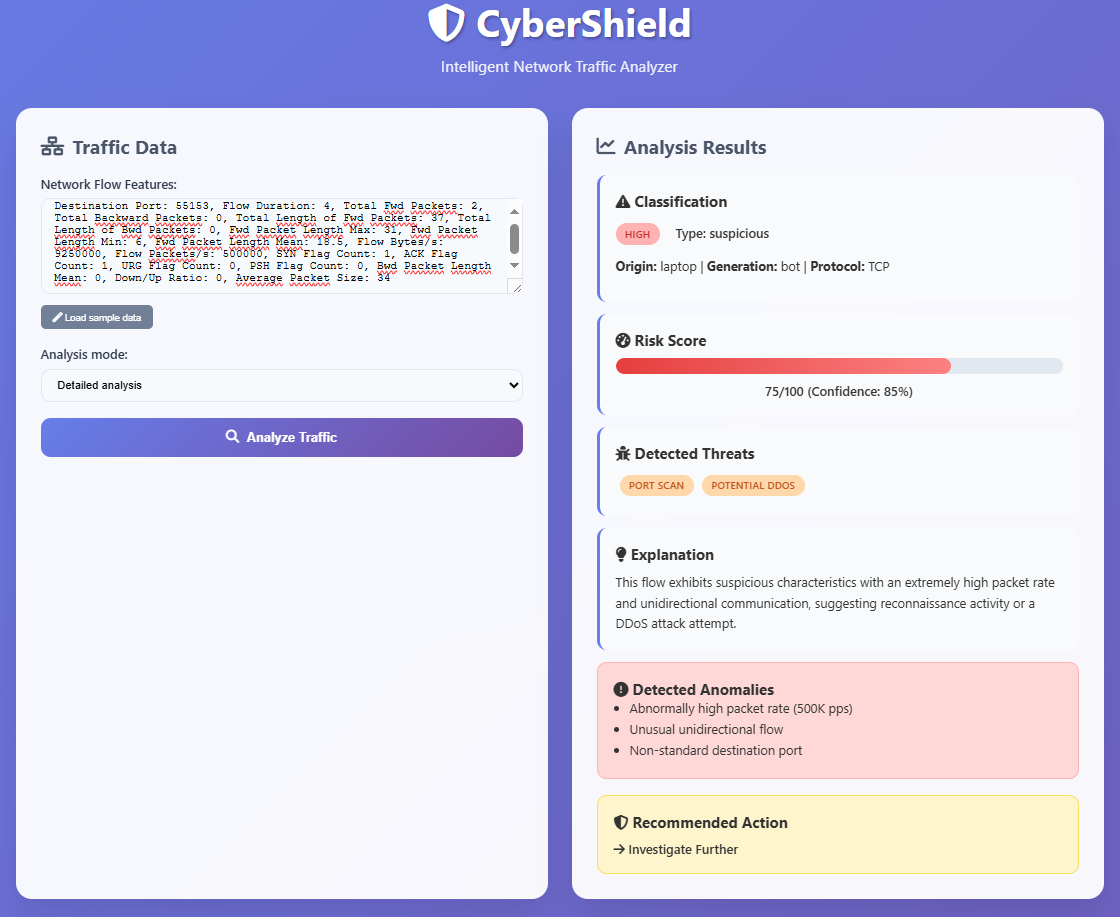 CyberShield
Intelligent Network Traffic Analyzer
Traffic Data
Network Flow Features:
Destination Port: 55153, Flow Duration: 4, Total Fwd Packets: 2,
Total Backward Packets: 0, Total Length of Fwd Packets: 37, Total
Length of Bwd Packets: 0, Fwd Packet Length Max: 31, Fwd Packet
Length Min: 6, Fwd Packet Length Mean: 18.5, Flow Bytes/s:
9250000, Flow Packets/s: 500000, SYN Flag Count: 1, ACK Flag
Count: 1, URG Flag Count: 0, PSH Flag Count: 0, Bwd Packet Length
Mean: 0, Down/Up Ratio: 0, Average Packet Size: 34
Load sample data
Analysis mode:
Detailed analysis
Analyze Traffic
Analysis Results
Classification
HIGH Type: suspicious
Origin: laptop | Generation: bot | Protocol: TCP
Risk Score
75/100 (Confidence: 85%)
Detected Threats
PORT SCAN POTENTIAL DDOS
Explanation
This flow exhibits suspicious characteristics with an extremely high packet rate
and unidirectional communication, suggesting reconnaissance activity or a
DDoS attack attempt.
Detected Anomalies
• Abnormally high packet rate (500K pps)
• Unusual unidirectional flow
• Non-standard destination port
Recommended Action
→ Investigate Further